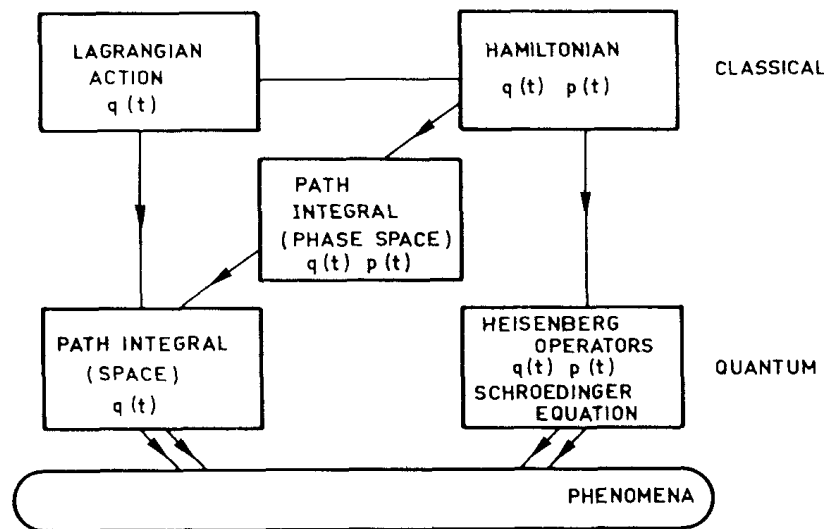 LAGRANGIAN
ACTION
q(t)
HAMILTONIAN
q(t) p(t)
CLASSICAL
PATH
INTEGRAL
(PHASE SPACE)
q(t) p(t)
PATH INTEGRAL
(SPACE)
q(t)
HEISENBERG
OPERATORS
q(t) p(t)
SCHROEDINGER
EQUATION
QUANTUM
PHENOMENA